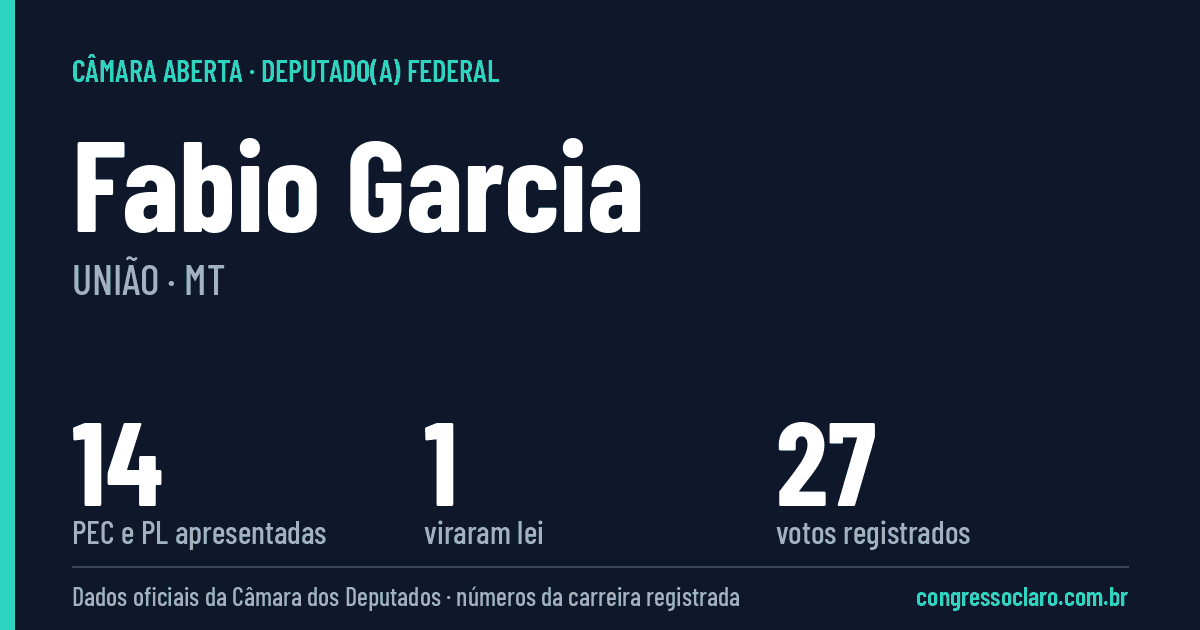 CÂMARA ABERTA · DEPUTADO(A) FEDERAL
Fabio Garcia
UNIÃO · MT
14 1 27
PEC e PL apresentadas viraram lei votos registrados
Dados oficiais da Câmara dos Deputados · números da carreira registrada congressoclaro.com.br